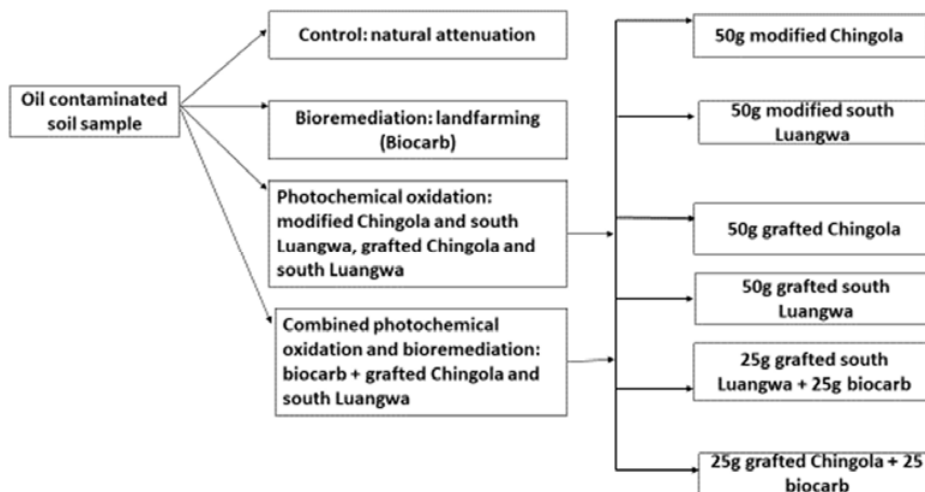 Oil contaminated
soil sample
Control: natural attenuation
Bioremediation: landfarming
(Biocarb)
Photochemical oxidation:
modified Chingola and south
Luangwa, grafted Chingola and
south Luangwa
Combined photochemical
oxidation and bioremediation:
biocarb + grafted Chingola and
south Luangwa
50g modified Chingola
50g modified south
Luangwa
50g grafted Chingola
50g grafted south
Luangwa
25g grafted south
Luangwa + 25g biocarb
25g grafted Chingola + 25
biocarb